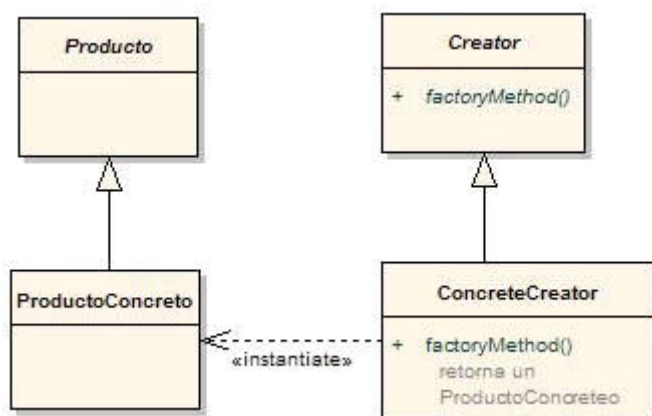 Producto
Creator
+ factoryMethod()
ProductoConcreto
ConcreteCreator
+ factoryMethod()
retorna un
ProductoConcreteo
«instantiate»